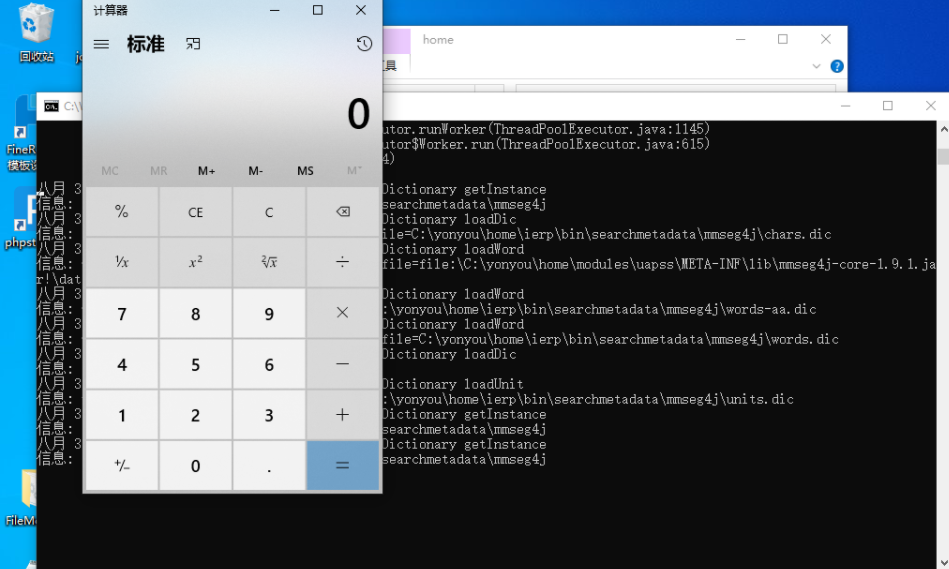 回收站
FineR
模板设
phpst
FileM
计算器
标准
0
MC MR M+ M- MS
% CE C
⅟x x² ²√x ÷
7 8 9 ×
4 5 6 −
1 2 3 +
+/− 0 . =
home
具
C:\
utor.runWorker(ThreadPoolExecutor.java:1145)
utor$Worker.run(ThreadPoolExecutor.java:615)
4)
八月 3 Dictionary getInstance
信息: searchmetadata\mmseg4j
八月 3 Dictionary loadDic
信息: ile=C:\yonyou\home\ierp\bin\searchmetadata\mmseg4j\chars.dic
八月 3 Dictionary loadWord
信息: file=file:\C:\yonyou\home\modules\uapss\META-INF\lib\mmseg4j-core-1.9.1.ja
r!\dat
八月 3 Dictionary loadWord
信息: :\yonyou\home\ierp\bin\searchmetadata\mmseg4j\words-aa.dic
八月 3 Dictionary loadWord
信息: file=C:\yonyou\home\ierp\bin\searchmetadata\mmseg4j\words.dic
八月 3 Dictionary loadDic
信息:
八月 3 Dictionary loadUnit
信息: :\yonyou\home\ierp\bin\searchmetadata\mmseg4j\units.dic
八月 3 Dictionary getInstance
信息: searchmetadata\mmseg4j
八月 3 Dictionary getInstance
信息: searchmetadata\mmseg4j